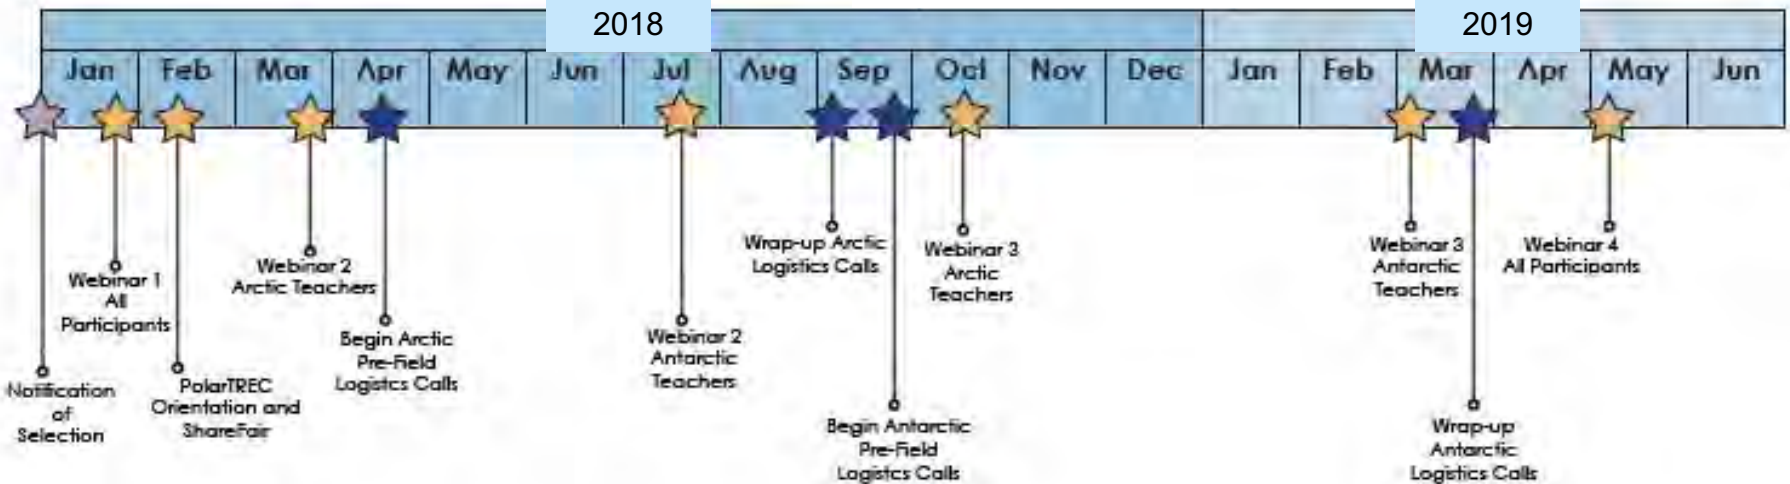 2018
2019
Jan Feb Mar Apr May Jun Jul Aug Sep Oct Nov Dec Jan Feb Mar Apr May Jun
Notification
of
Selection
Webinar 1
All
Participants
PolarTREC
Orientation and
ShareFair
Webinar 2
Arctic Teachers
Begin Arctic
Pre-Field
Logistcs Calls
Webinar 2
Antarctic
Teachers
Wrap-up Arctic
Logistics Calls
Begin Antarctic
Pre-Field
Logistcs Calls
Webinar 3
Arctic
Teachers
Webinar 3
Antarctic
Teachers
Wrap-up
Antarctic
Logistics Calls
Webinar 4
All Participants